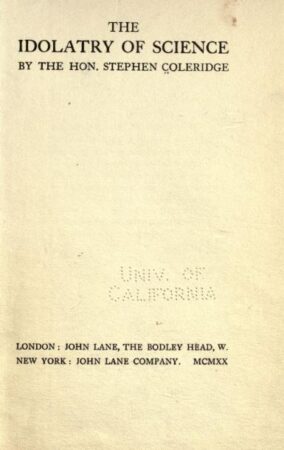 THE
IDOLATRY OF SCIENCE
BY THE HON. STEPHEN COLERIDGE
UNIV. OF
CALIFORNIA
LONDON: JOHN LANE, THE BODLEY HEAD, W.
NEW YORK: JOHN LANE COMPANY. MCMXX